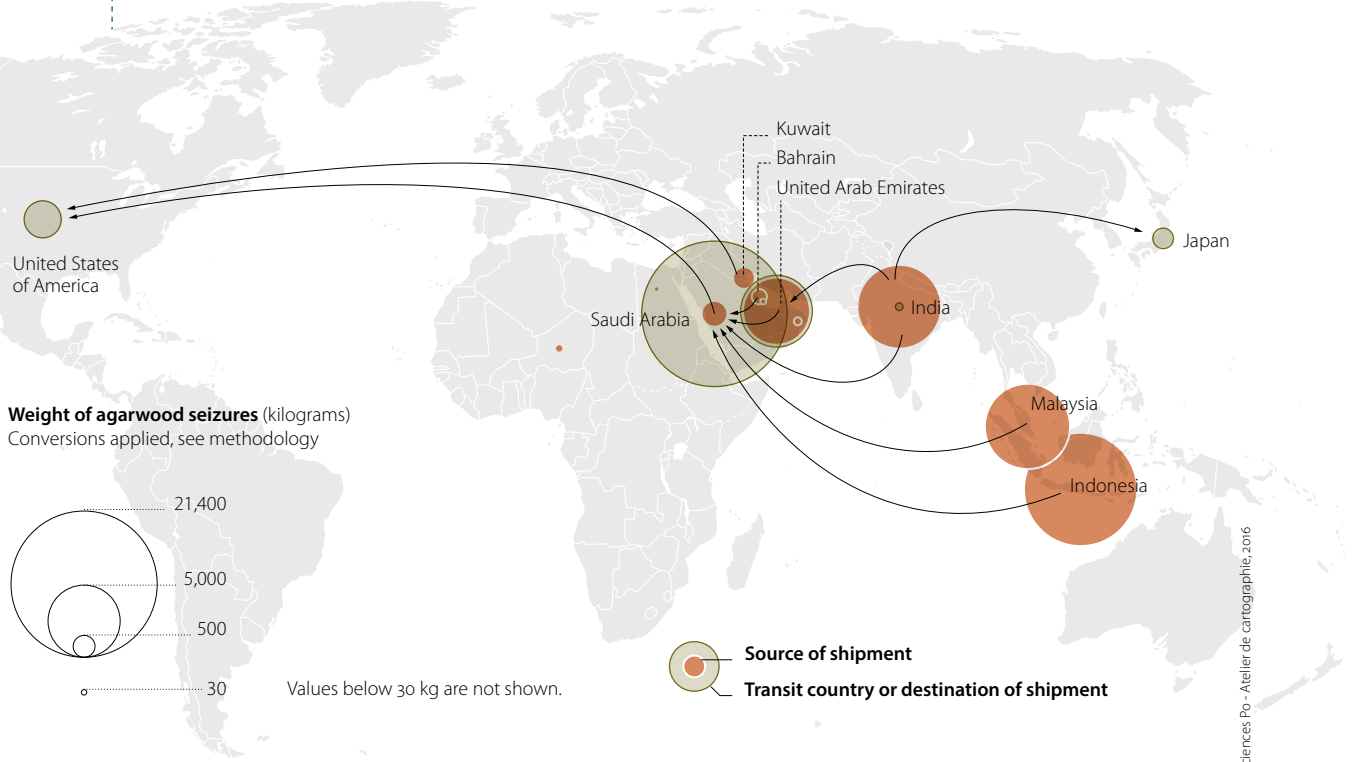 Kuwait
Bahrain
United Arab Emirates
United States
of America
Japan
Saudi Arabia
India
Malaysia
Indonesia
Weight of agarwood seizures (kilograms)
Conversions applied, see methodology
21,400
5,000
500
30
Values below 30 kg are not shown.
Source of shipment
Transit country or destination of shipment
Po - Atelier de cartographie, 2016